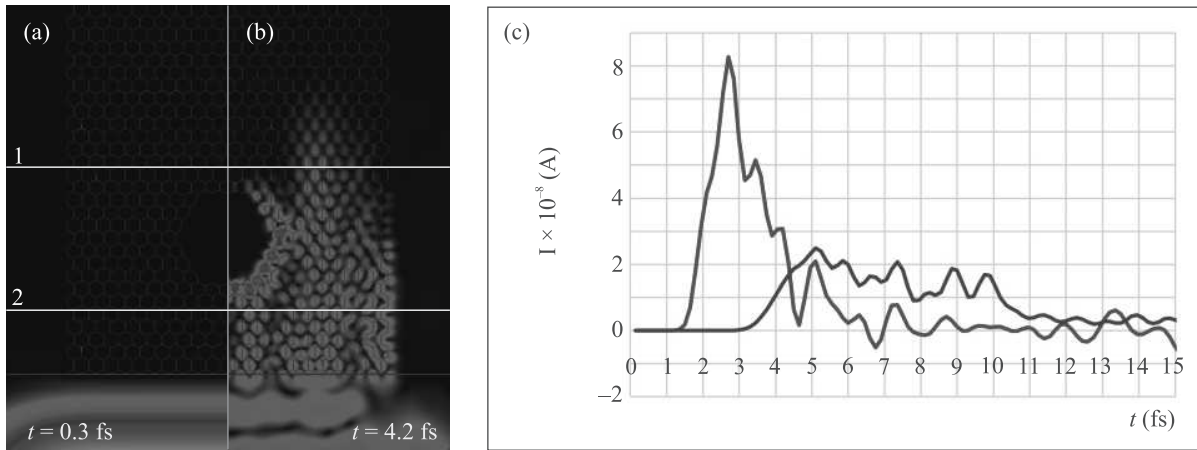 (a)
(b)
1
2
t = 0.3 fs
t = 4.2 fs
(c)
I × 10⁻⁸ (A)
8
6
4
2
0
–2
0 1 2 3 4 5 6 7 8 9 10 11 12 13 14 15
t (fs)